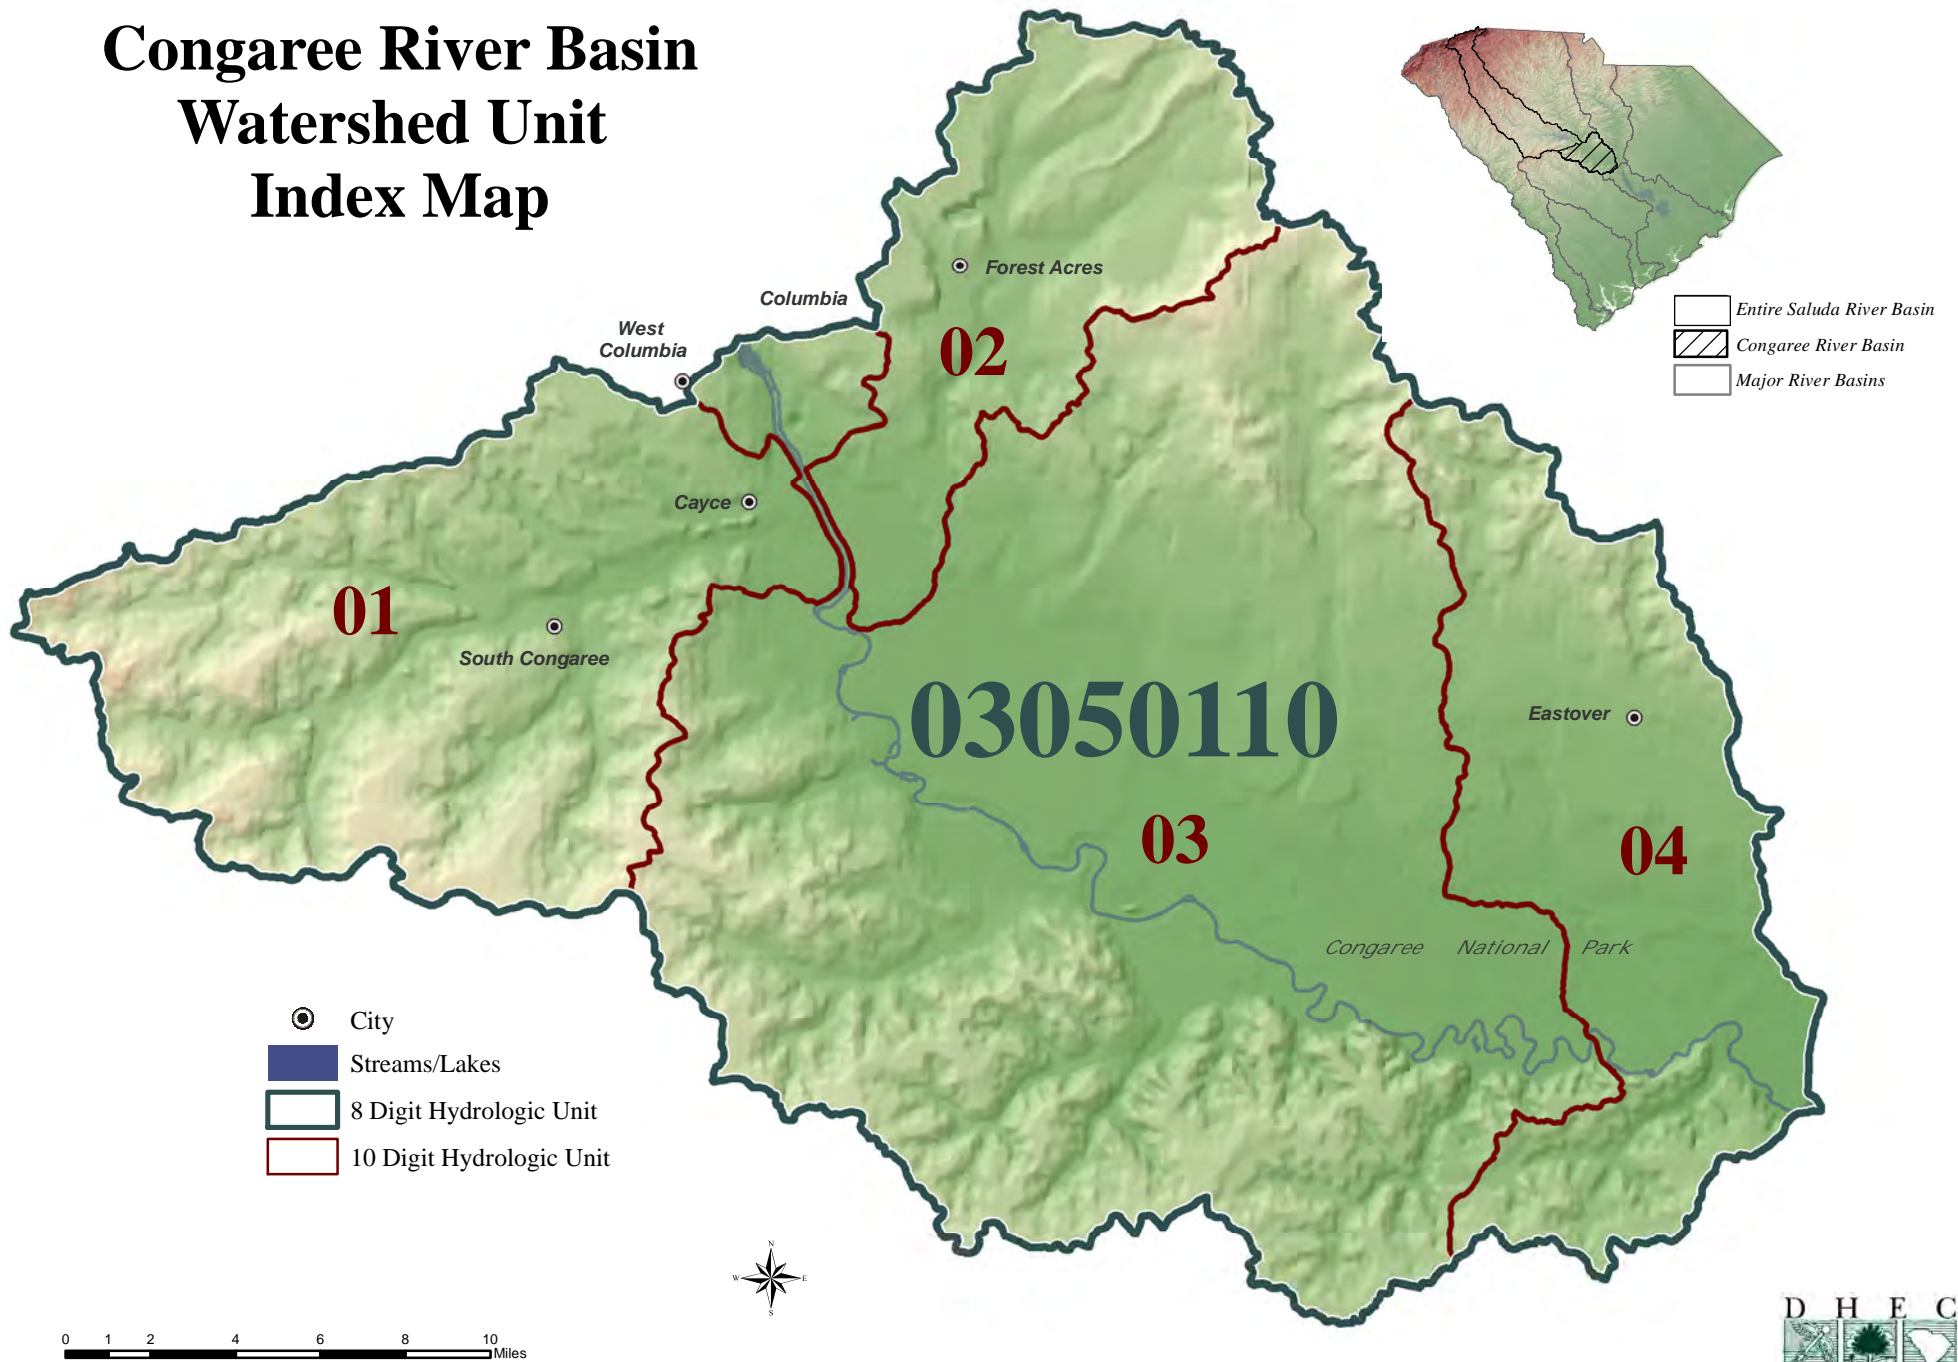 Congaree River Basin
Watershed Unit
Index Map
Entire Saluda River Basin
Congaree River Basin
Major River Basins
Forest Acres
Columbia
West
Columbia
02
Cayce
01
South Congaree
03050110
Eastover
03
04
Congaree National Park
City
Streams/Lakes
8 Digit Hydrologic Unit
10 Digit Hydrologic Unit
N
W E
S
0 1 2 4 6 8 10
Miles
D H E C